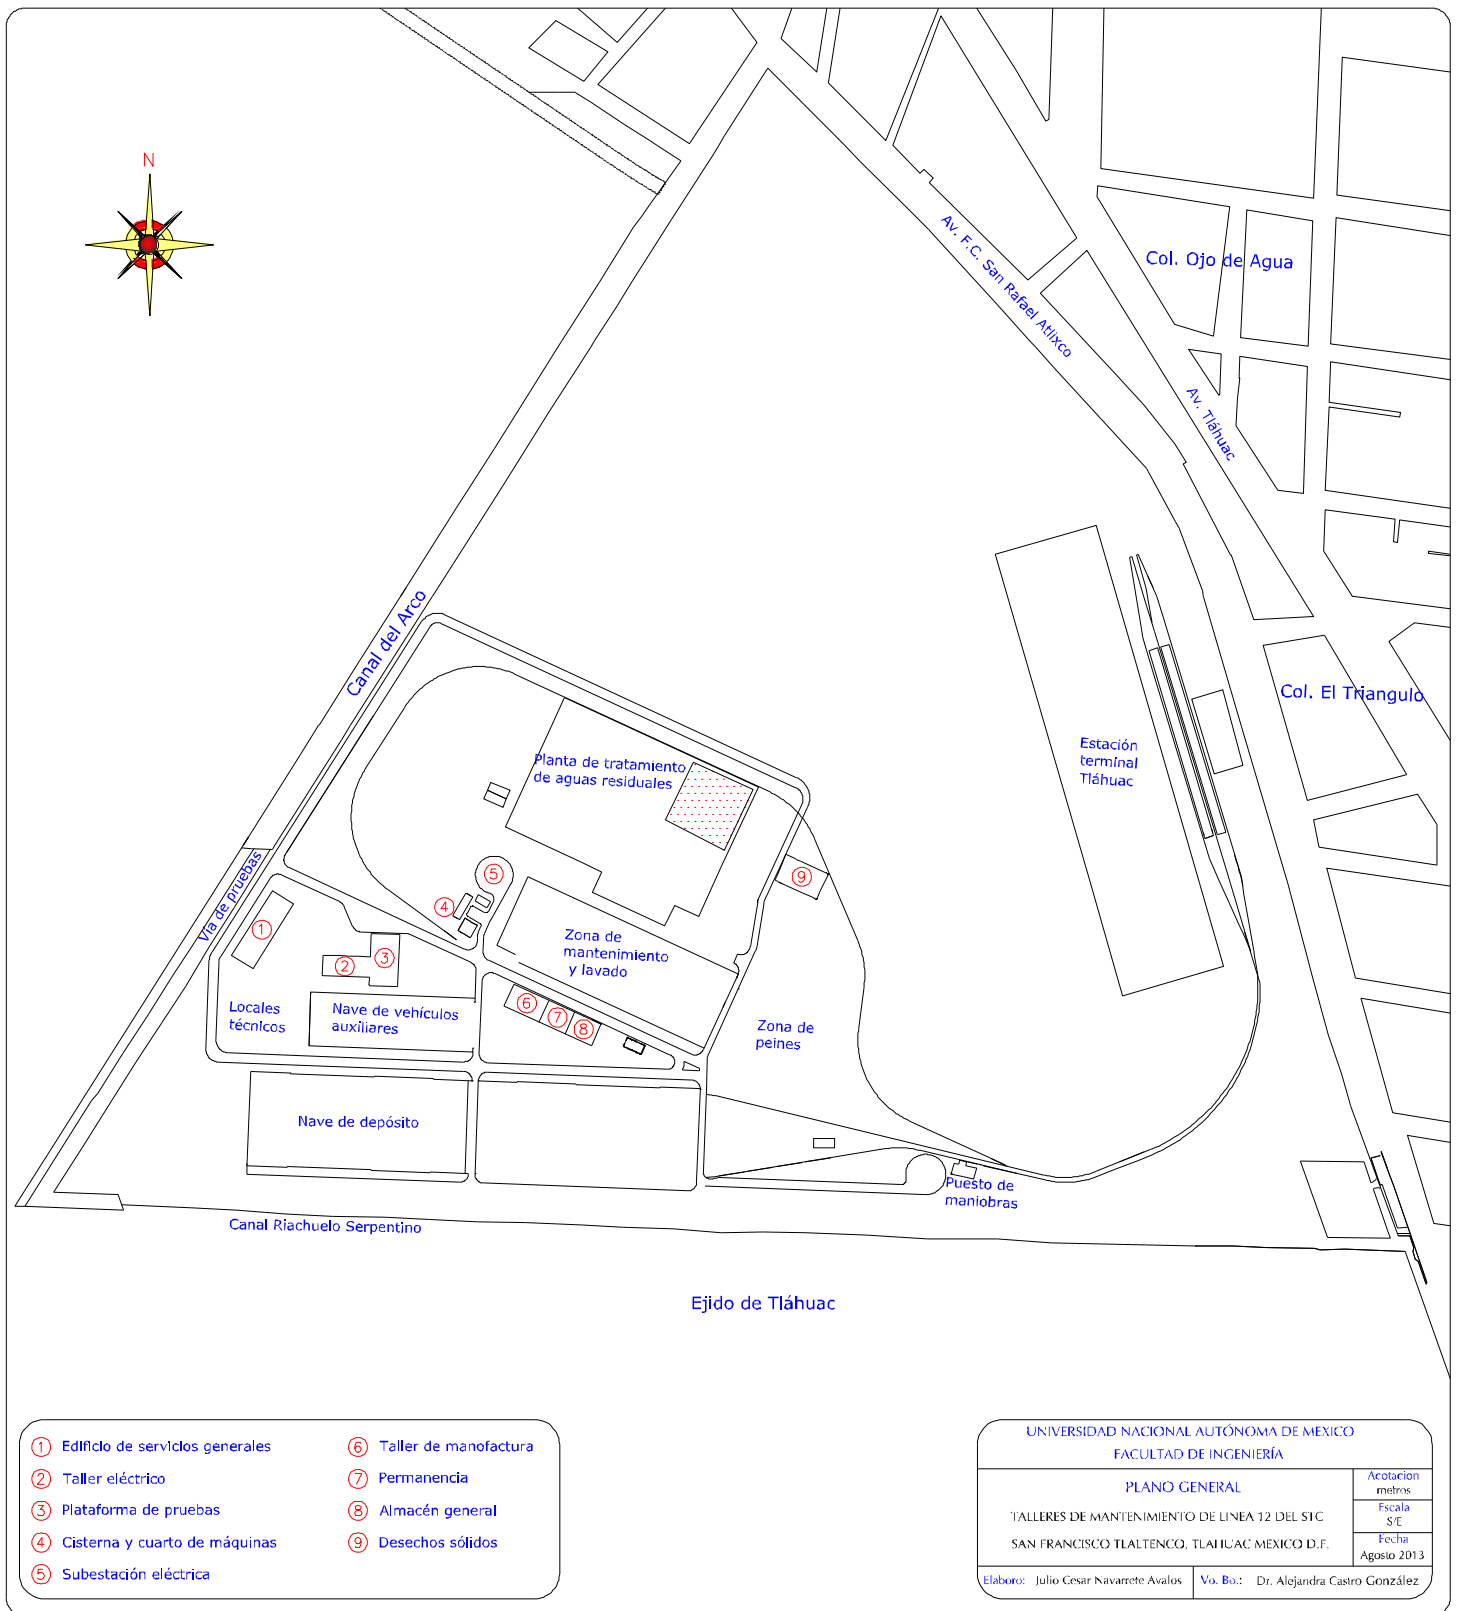 N
Av. F.C. San Rafael Atlixco
Col. Ojo de Agua
Av. Tláhuac
Canal del Arco
Col. El Triangulo
Estación
terminal
Tláhuac
Planta de tratamiento
de aguas residuales
Vía de pruebas
5
9
4
1
3
2
Zona de
mantenimiento
y lavado
Locales
técnicos
Nave de vehículos
auxiliares
6
7
8
Zona de
peines
Nave de depósito
Puesto de
maniobras
Canal Riachuelo Serpentino
Ejido de Tláhuac
1 Edificio de servicios generales
2 Taller eléctrico
3 Plataforma de pruebas
4 Cisterna y cuarto de máquinas
5 Subestación eléctrica
6 Taller de manofactura
7 Permanencia
8 Almacén general
9 Desechos sólidos
UNIVERSIDAD NACIONAL AUTÓNOMA DE MEXICO
FACULTAD DE INGENIERÍA
PLANO GENERAL
TALLERES DE MANTENIMIENTO DE LINEA 12 DEL STC
SAN FRANCISCO TLALTENCO, TLAHUAC MEXICO D.F.
Acotacion
metros
Escala
S/E
Fecha
Agosto 2013
Elaboro: Julio Cesar Navarrete Avalos
Vo. Bo.: Dr. Alejandra Castro González